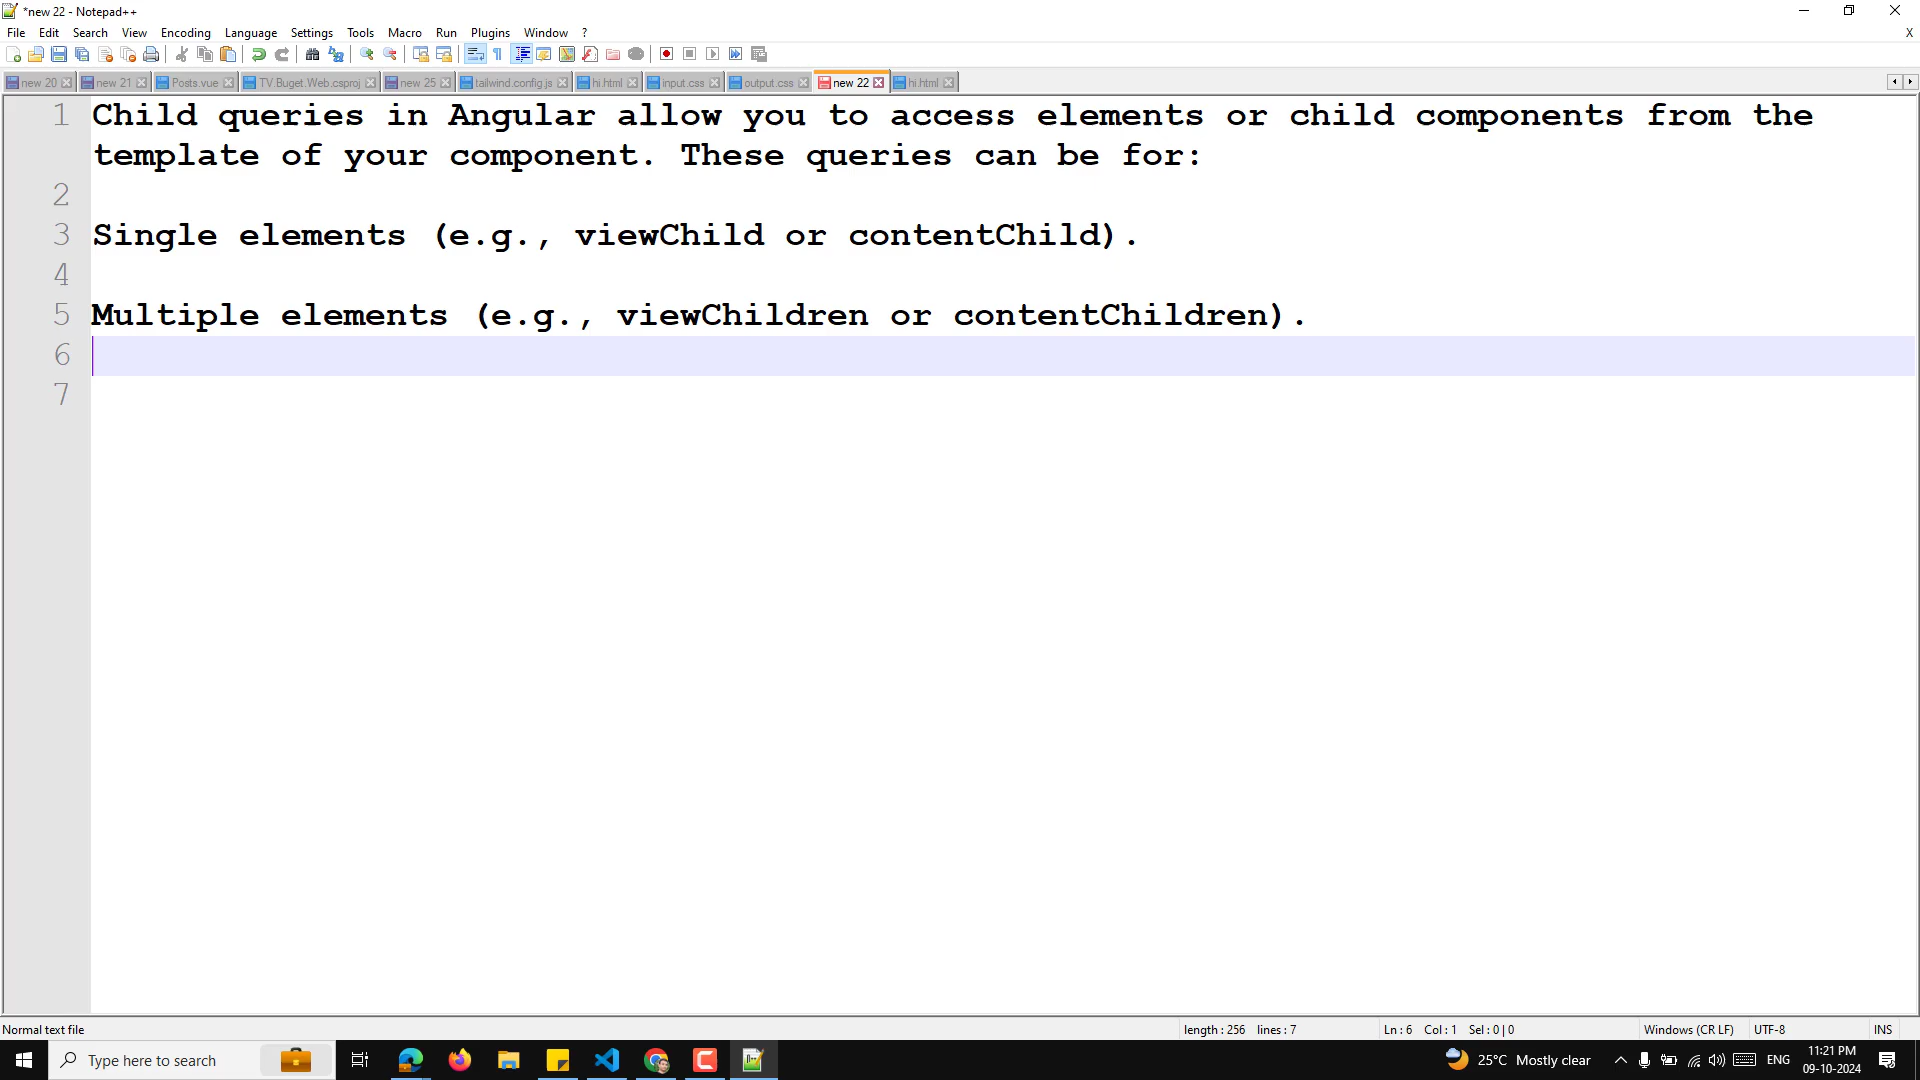 *new 22 - Notepad++
File Edit Search View Encoding Language Settings Tools Macro Run Plugins Window ? X
new 20 new 21 Posts.vue TV.Buget.Web.csproj new 25 tailwind.config.js hi.html input.css output.css new 22 hi.html
1 Child queries in Angular allow you to access elements or child components from the
template of your component. These queries can be for:
2
3 Single elements (e.g., viewChild or contentChild).
4
5 Multiple elements (e.g., viewChildren or contentChildren).
6
7
Normal text file length : 256 lines : 7 Ln : 6 Col : 1 Sel : 0 | 0 Windows (CR LF) UTF-8 INS
Type here to search 25°C Mostly clear ENG 11:21 PM
09-10-2024